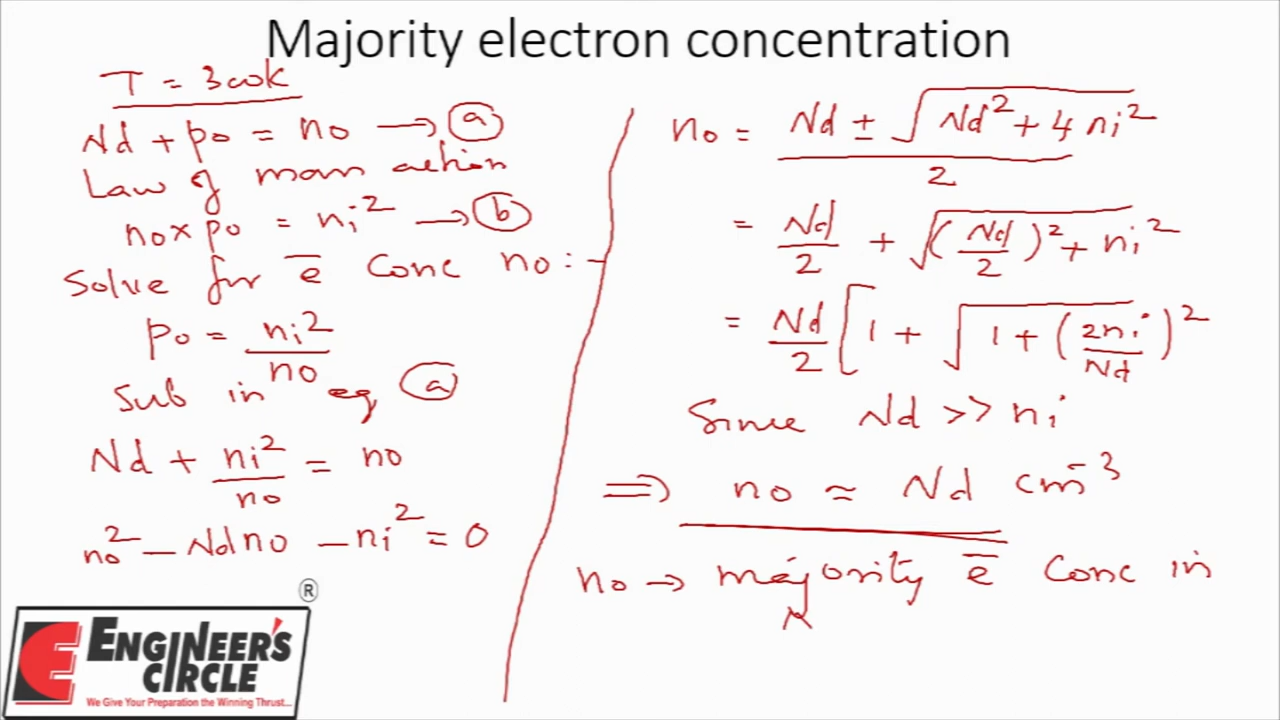 Majority electron concentration
T = 300K
Nd + po = no → (a)
Law of mass action
no × po = ni² → (b)
Solve for e̅ conc no :-
po = ni²/no
Sub in eq (a)
Nd + ni²/no = no
no² - Nd no - ni² = 0
no = (Nd ± √(Nd² + 4 ni²))/2
= Nd/2 + √((Nd/2)² + ni²)
= Nd/2 [1 + √(1 + (2ni/Nd)²)
Since Nd >> ni
⇒ no ≈ Nd cm⁻³
no → majority e̅ conc in
®
ENGINEER'S
CIRCLE
We Give Your Preparation the Winning Thrust...